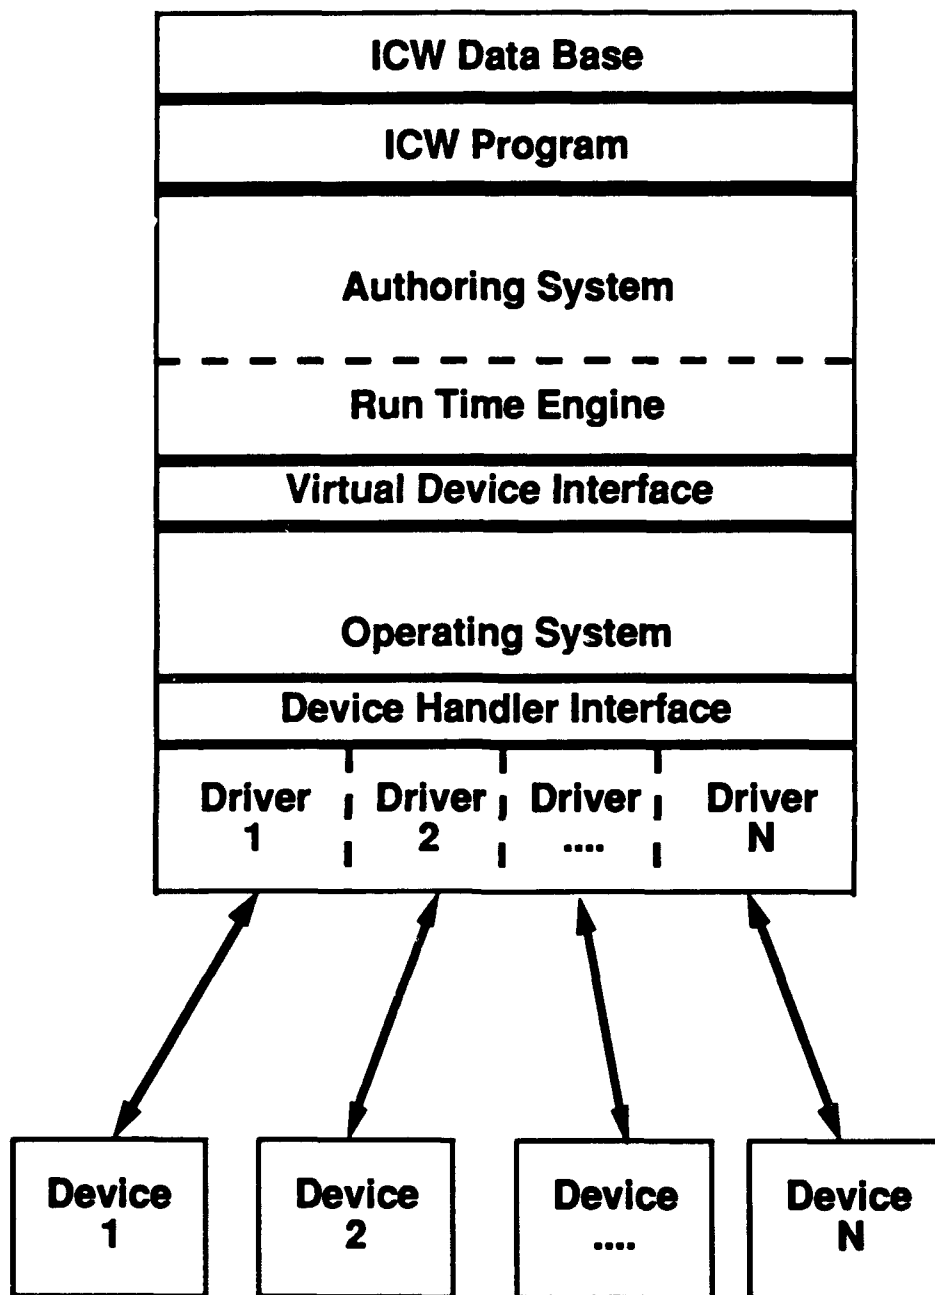 ICW Data Base
ICW Program
Authoring System
Run Time Engine
Virtual Device Interface
Operating System
Device Handler Interface
Driver
1
Driver
2
Driver
....
Driver
N
Device
1
Device
2
Device
....
Device
N